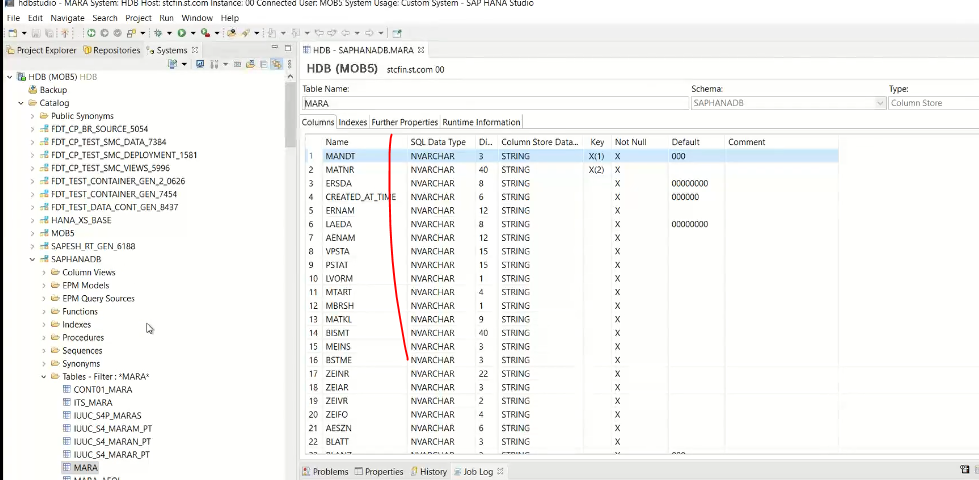 hdbstudio - MARA System: HDB Host: stcfin.st.com Instance: 00 Connected User: MOB5 System Usage: Custom System - SAP HANA Studio
File Edit Navigate Search Project Run Window Help
Project Explorer Repositories Systems
HDB (MOB5) HDB
Backup
Catalog
Public Synonyms
FDT_CP_BR_SOURCE_5054
FDT_CP_TEST_SMC_DATA_7384
FDT_CP_TEST_SMC_DEPLOYMENT_1581
FDT_CP_TEST_SMC_VIEWS_5996
FDT_TEST_CONTAINER_GEN_2_0626
FDT_TEST_CONTAINER_GEN_7454
FDT_TEST_DATA_CONT_GEN_8437
HANA_XS_BASE
MOB5
SAPESH_RT_GEN_6188
SAPHANADB
Column Views
EPM Models
EPM Query Sources
Functions
Indexes
Procedures
Sequences
Synonyms
Tables - Filter : *MARA*
CONT01_MARA
ITS_MARA
IUUC_S4P_MARAS
IUUC_S4_MARAM_PT
IUUC_S4_MARAN_PT
IUUC_S4_MARAR_PT
MARA
HDB - SAPHANADB.MARA
HDB (MOB5) stcfin.st.com 00
Table Name: Schema: Type:
MARA SAPHANADB Column Store
Columns Indexes Further Properties Runtime Information
Name SQL Data Type Di... Column Store Data... Key Not Null Default Comment
1 MANDT NVARCHAR 3 STRING X(1) X 000
2 MATNR NVARCHAR 40 STRING X(2) X
3 ERSDA NVARCHAR 8 STRING X 00000000
4 CREATED_AT_TIME NVARCHAR 6 STRING X 000000
5 ERNAM NVARCHAR 12 STRING X
6 LAEDA NVARCHAR 8 STRING X 00000000
7 AENAM NVARCHAR 12 STRING X
8 VPSTA NVARCHAR 15 STRING X
9 PSTAT NVARCHAR 15 STRING X
10 LVORM NVARCHAR 1 STRING X
11 MTART NVARCHAR 4 STRING X
12 MBRSH NVARCHAR 1 STRING X
13 MATKL NVARCHAR 9 STRING X
14 BISMT NVARCHAR 40 STRING X
15 MEINS NVARCHAR 3 STRING X
16 BSTME NVARCHAR 3 STRING X
17 ZEINR NVARCHAR 22 STRING X
18 ZEIAR NVARCHAR 3 STRING X
19 ZEIVR NVARCHAR 2 STRING X
20 ZEIFO NVARCHAR 4 STRING X
21 AESZN NVARCHAR 6 STRING X
22 BLATT NVARCHAR 3 STRING X
Problems Properties History Job Log